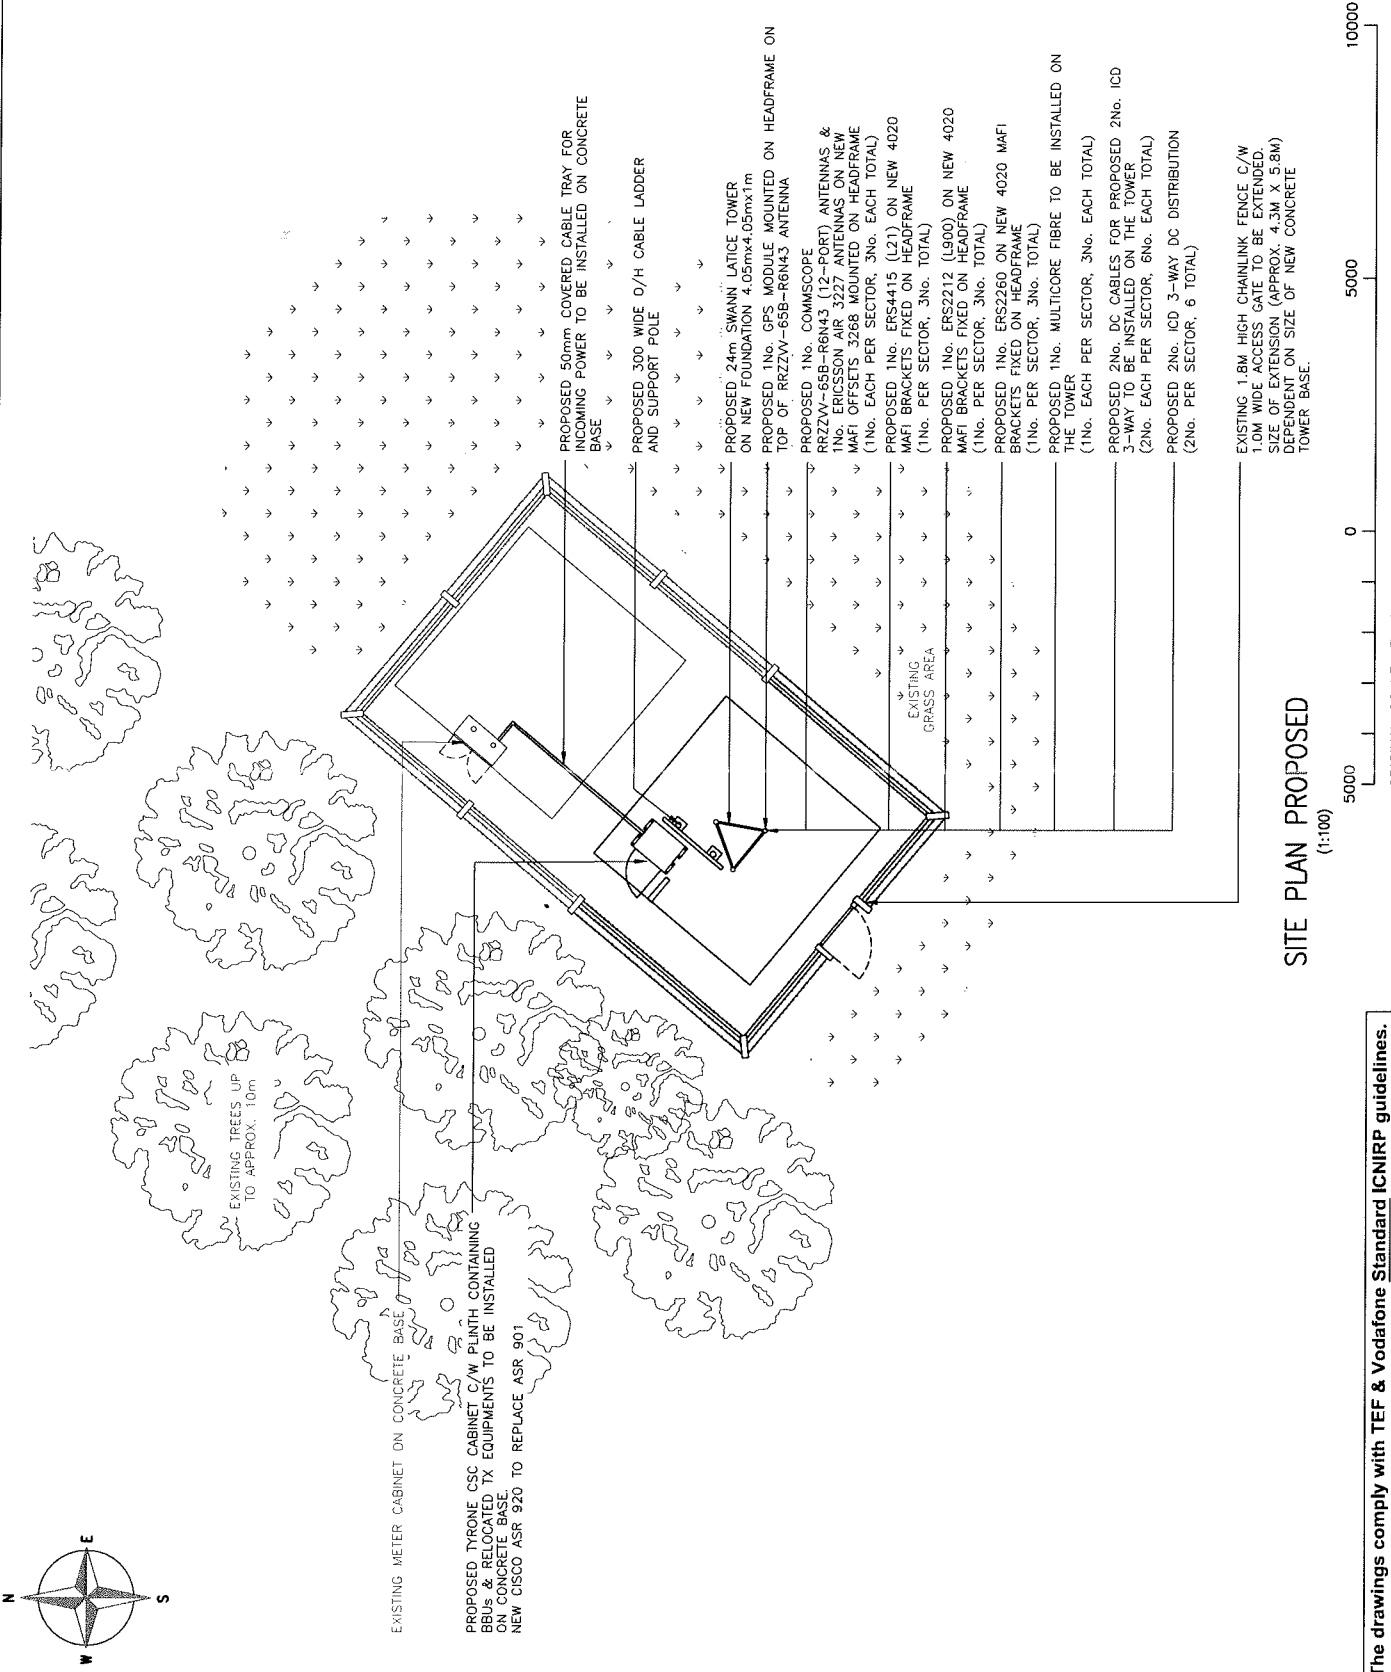 N
W
E
S
EXISTING TREES UP
TO APPROX. 10m
EXISTING METER CABINET ON CONCRETE BASE
PROPOSED TYRONE CSC CABINET C/W PLINTH CONTAINING
BBUs & RELOCATED TX EQUIPMENTS TO BE INSTALLED
ON CONCRETE BASE.
NEW CISCO ASR 920 TO REPLACE ASR 901
PROPOSED 50mm COVERED CABLE TRAY FOR
INCOMING POWER TO BE INSTALLED ON CONCRETE
BASE
PROPOSED 300 WIDE O/H CABLE LADDER
AND SUPPORT POLE
PROPOSED 24m SWANN LATICE TOWER
ON NEW FOUNDATION 4.05mx4.05mx1m
PROPOSED 1No. GPS MODULE MOUNTED ON HEADFRAME ON
TOP OF RRZZVV-65B-R6N43 ANTENNA
PROPOSED 1No. COMMSCOPE
RRZZVV-65B-R6N43 (12-PORT) ANTENNAS &
1No. ERICSSON AIR 3227 ANTENNAS ON NEW
MAFI OFFSETS 3268 MOUNTED ON HEADFRAME
(1No. EACH PER SECTOR, 3No. EACH TOTAL)
PROPOSED 1No. ERS4415 (L21) ON NEW 4020
MAFI BRACKETS FIXED ON HEADFRAME
(1No. PER SECTOR, 3No. TOTAL)
PROPOSED 1No. ERS2212 (L900) ON NEW 4020
MAFI BRACKETS FIXED ON HEADFRAME
(1No. PER SECTOR, 3No. TOTAL)
PROPOSED 1No. ERS2260 ON NEW 4020 MAFI
BRACKETS FIXED ON HEADFRAME
(1No. PER SECTOR, 3No. TOTAL)
PROPOSED 1No. MULTICORE FIBRE TO BE INSTALLED ON
THE TOWER
(1No. EACH PER SECTOR, 3No. EACH TOTAL)
PROPOSED 2No. DC CABLES FOR PROPOSED 2No. ICD
3-WAY TO BE INSTALLED ON THE TOWER
(2No. EACH PER SECTOR, 6No. EACH TOTAL)
PROPOSED 2No. ICD 3-WAY DC DISTRIBUTION
(2No. PER SECTOR, 6 TOTAL)
EXISTING 1.8M HIGH CHAINLINK FENCE C/W
1.0M WIDE ACCESS GATE TO BE EXTENDED.
SIZE OF EXTENSION (APPROX. 4.3M X 5.8M)
DEPENDENT ON SIZE OF NEW CONCRETE
TOWER BASE.
EXISTING
GRASS AREA
SITE PLAN PROPOSED
(1:100)
5000
0
5000
10000
The drawings comply with TEF & Vodafone Standard ICNIRP guidelines.